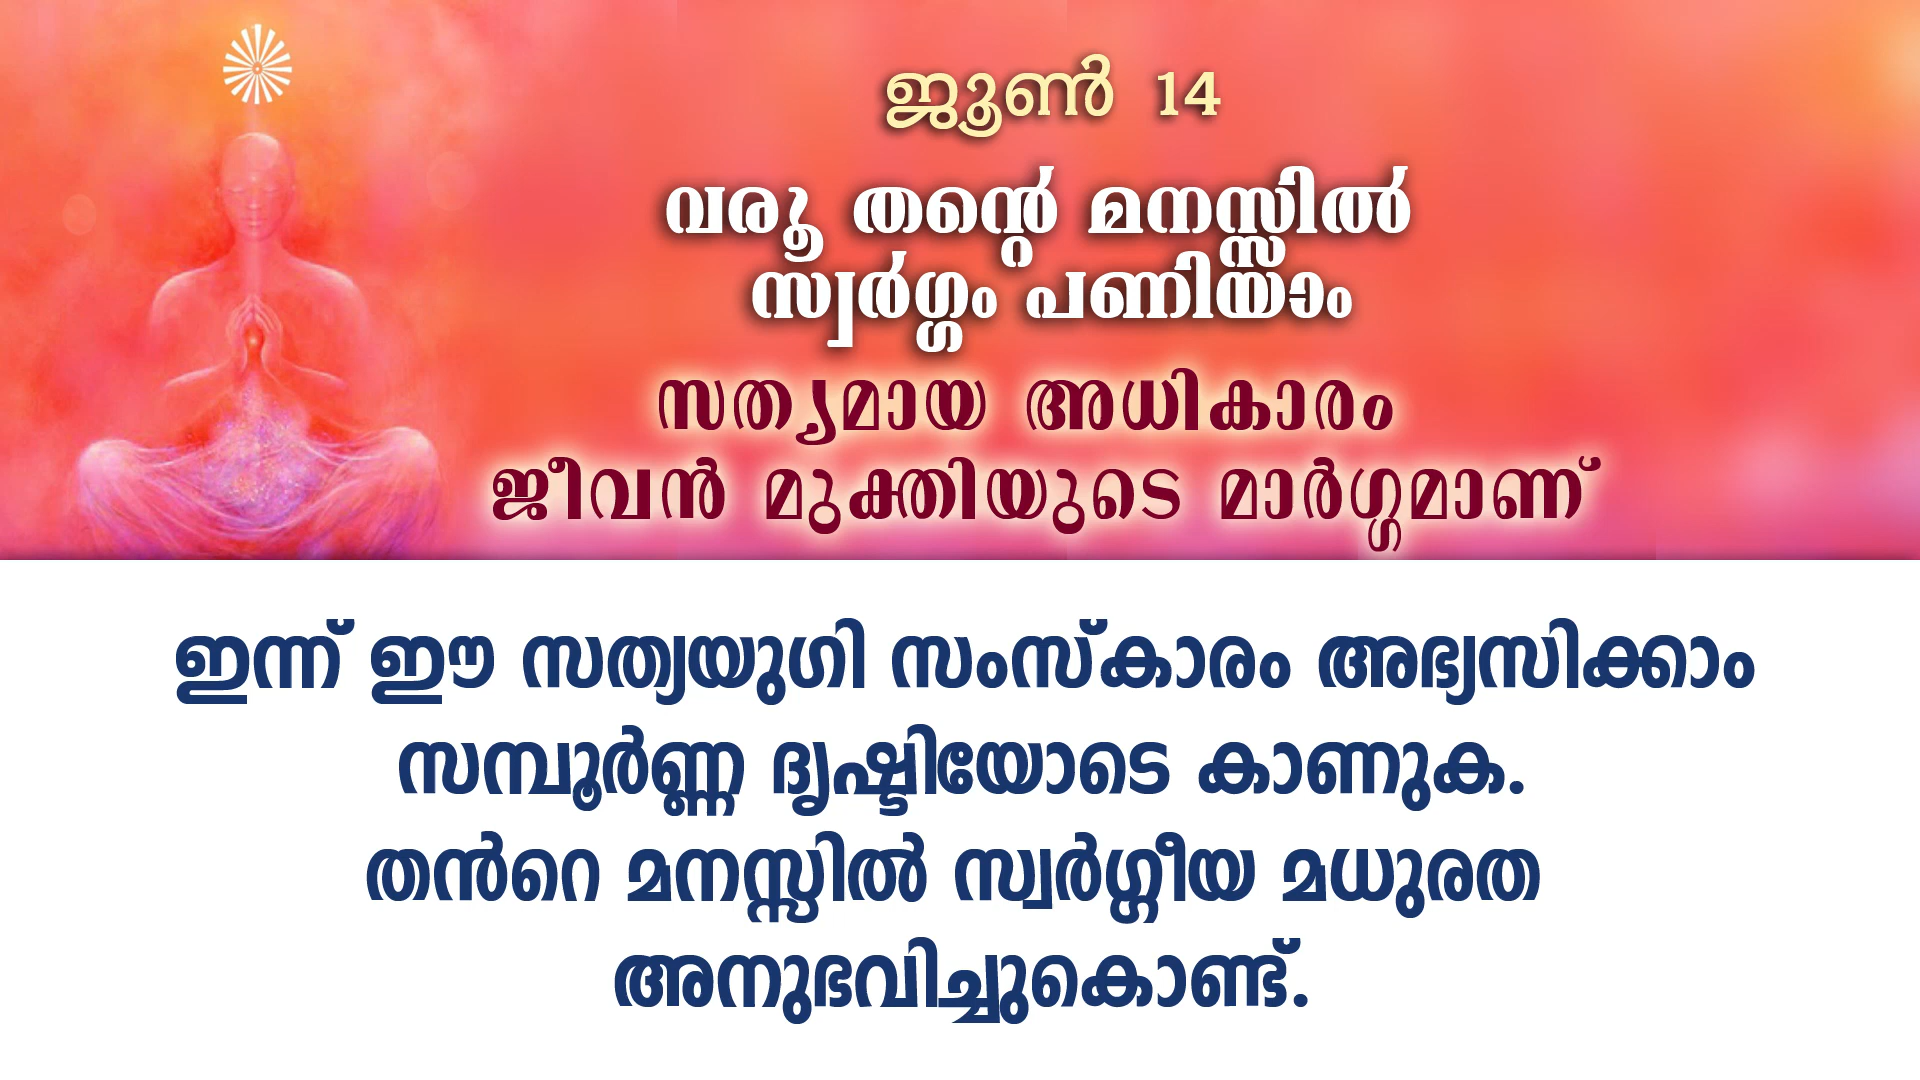 ജൂൺ 14
വരൂ തന്റെ മനസ്സിൽ
സ്വർഗ്ഗം പണിയാം
സത്യമായ അധികാരം
ജീവൻ മുക്തിയുടെ മാർഗ്ഗമാണ്
ഇന്ന് ഈ സത്യയുഗി സംസ്കാരം അഭ്യസിക്കാം
സമ്പൂർണ്ണ ദൃഷ്ടിയോടെ കാണുക.
തൻറെ മനസ്സിൽ സ്വർഗ്ഗീയ മധുരത
അനുഭവിച്ചുകൊണ്ട്.